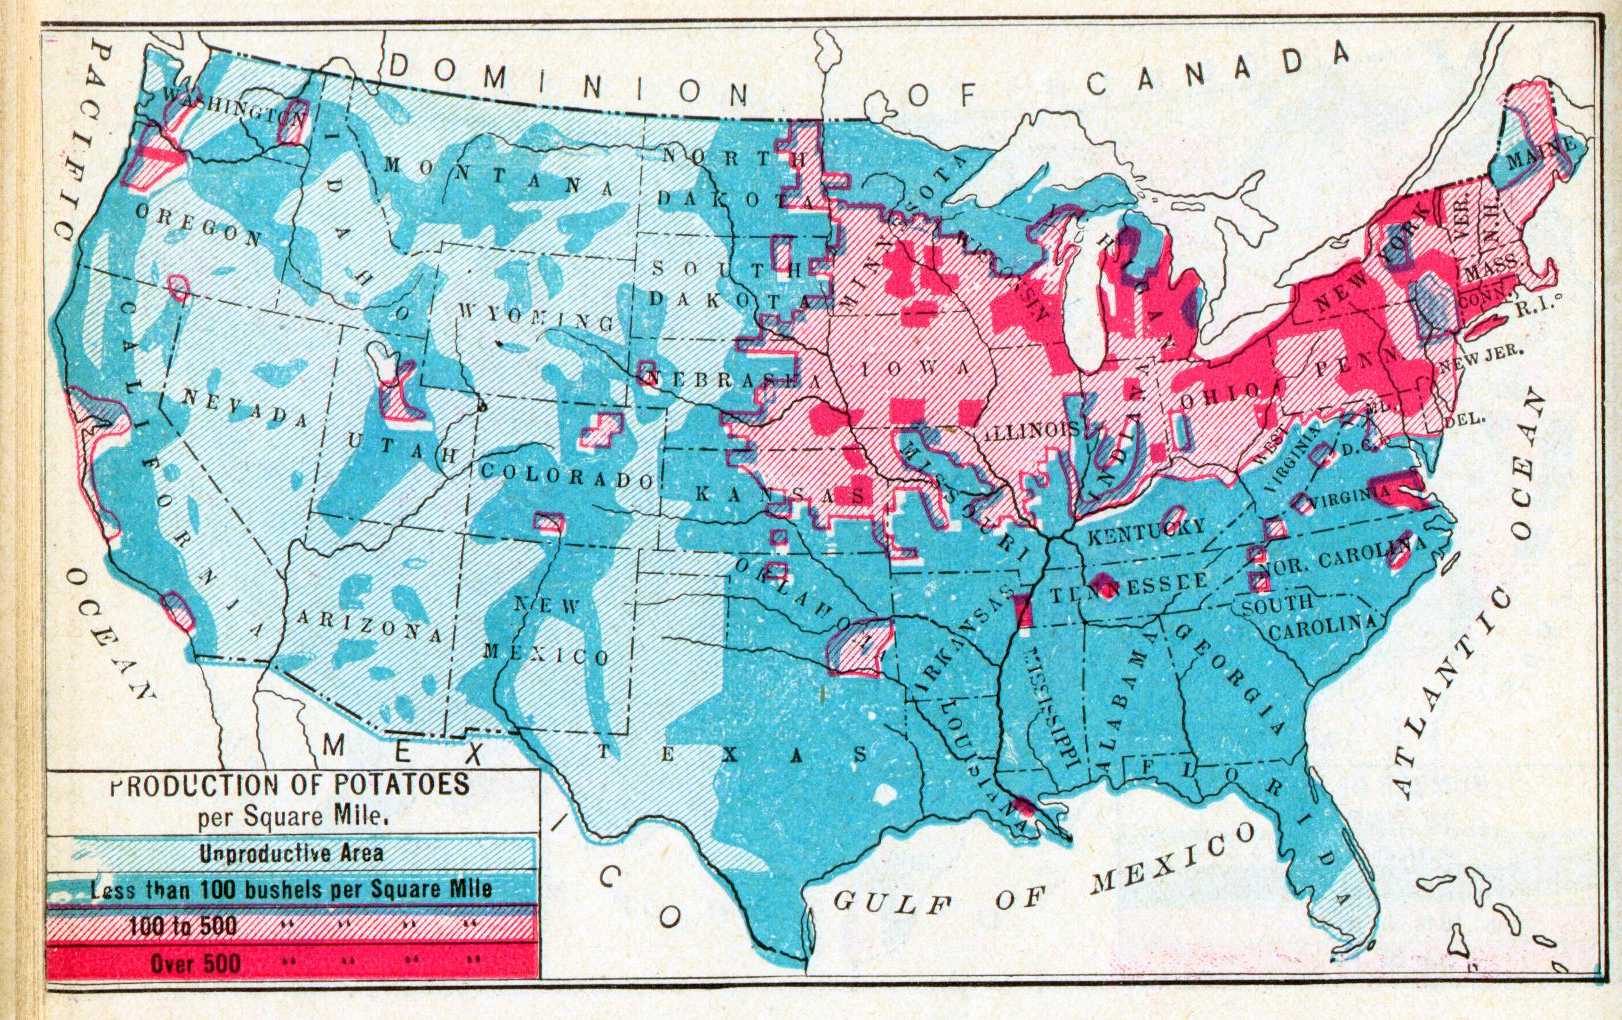 DOMINION OF CANADA
PACIFIC
OCEAN
WASHINGTON
OREGON
CALIFORNIA
IDAHO
NEVADA
MONTANA
WYOMING
UTAH
COLORADO
ARIZONA
NEW
MEXICO
NORTH
DAKOTA
SOUTH
DAKOTA
NEBRASKA
KANSAS
OKLAHOMA
TEXAS
MINNESOTA
IOWA
MISSOURI
ARKANSAS
LOUISIANA
WISCONSIN
ILLINOIS
MICHIGAN
INDIANA
OHIO
KENTUCKY
TENNESSEE
MISSISSIPPI
ALABAMA
GEORGIA
FLORIDA
SOUTH
CAROLINA
NOR. CAROLINA
VIRGINIA
WEST
VIRGINIA
D.C.
MD.
DEL.
PENN.
NEW JER.
NEW YORK
CONN.
R.I.
MASS.
VER.
N.H.
MAINE
ATLANTIC
OCEAN
GULF OF MEXICO
MEXICO
PRODUCTION OF POTATOES
per Square Mile.
Unproductive Area
Less than 100 bushels per Square Mile
100 to 500 " " " "
Over 500 " " " "